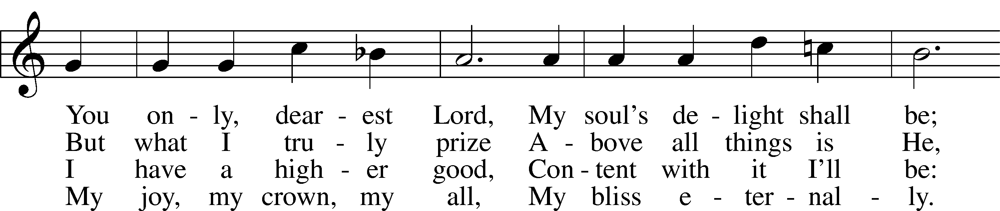 You on - ly, dear - est Lord, My soul's de - light shall be;
But what I tru - ly prize A - bove all things is He,
I have a high - er good, Con - tent with it I'll be:
My joy, my crown, my all, My bliss e - ter - nal - ly.